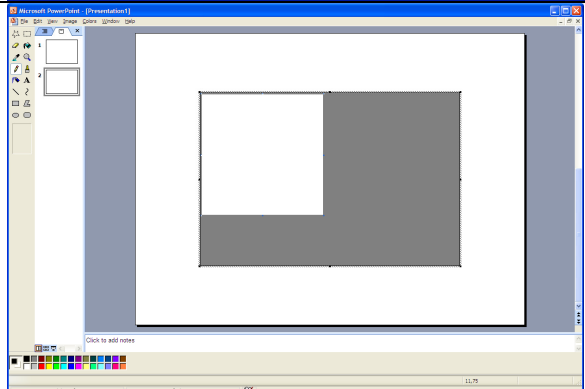 Microsoft PowerPoint - [Presentation1]
File Edit View Image Colors Window Help
1
2
A
Click to add notes
11,75